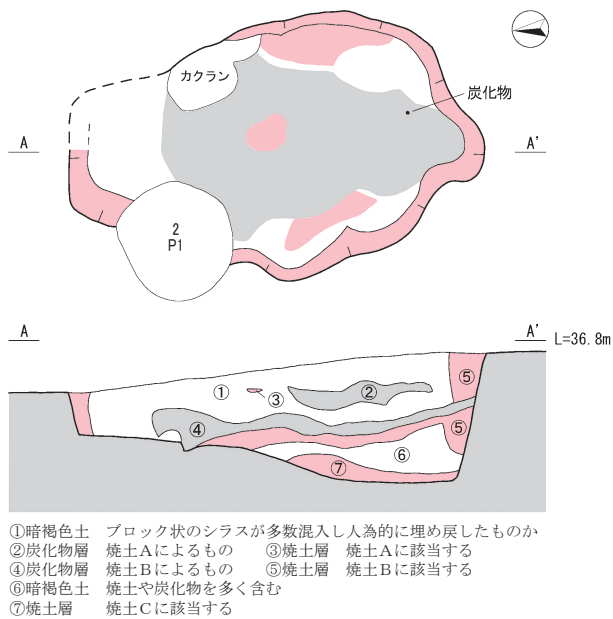 カクラン
炭化物
A
A'
2
P1
A
A'
L=36.8m
①
②
③
④
⑤
⑤
⑥
⑦
①暗褐色土 ブロック状のシラスが多数混入し人為的に埋め戻したものか
②炭化物層 焼土Aによるもの ③焼土層 焼土Aに該当する
④炭化物層 焼土Bによるもの ⑤焼土層 焼土Bに該当する
⑥暗褐色土 焼土や炭化物を多く含む
⑦焼土層 焼土Cに該当する